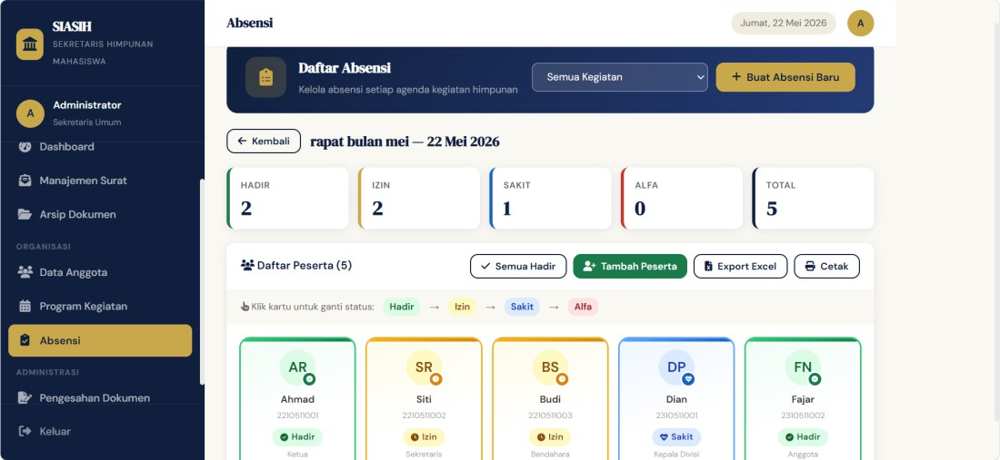 SIASIH
SEKRETARIS HIMPUNAN
MAHASISWA
A
Administrator
Sekretaris Umum
Dashboard
Manajemen Surat
Arsip Dokumen
ORGANISASI
Data Anggota
Program Kegiatan
Absensi
ADMINISTRASI
Pengesahan Dokumen
Keluar
Absensi
Jumat, 22 Mei 2026
A
Daftar Absensi
Kelola absensi setiap agenda kegiatan himpunan
Semua Kegiatan
+ Buat Absensi Baru
← Kembali
rapat bulan mei — 22 Mei 2026
HADIR
2
IZIN
2
SAKIT
1
ALFA
0
TOTAL
5
Daftar Peserta (5)
Semua Hadir
Tambah Peserta
Export Excel
Cetak
Klik kartu untuk ganti status: Hadir → Izin → Sakit → Alfa
AR
Ahmad
2210511001
Hadir
Ketua
SR
Siti
2210511002
Izin
Sekretaris
BS
Budi
2210511003
Izin
Bendahara
DP
Dian
2310511001
Sakit
Kepala Divisi
FN
Fajar
2310511002
Hadir
Anggota